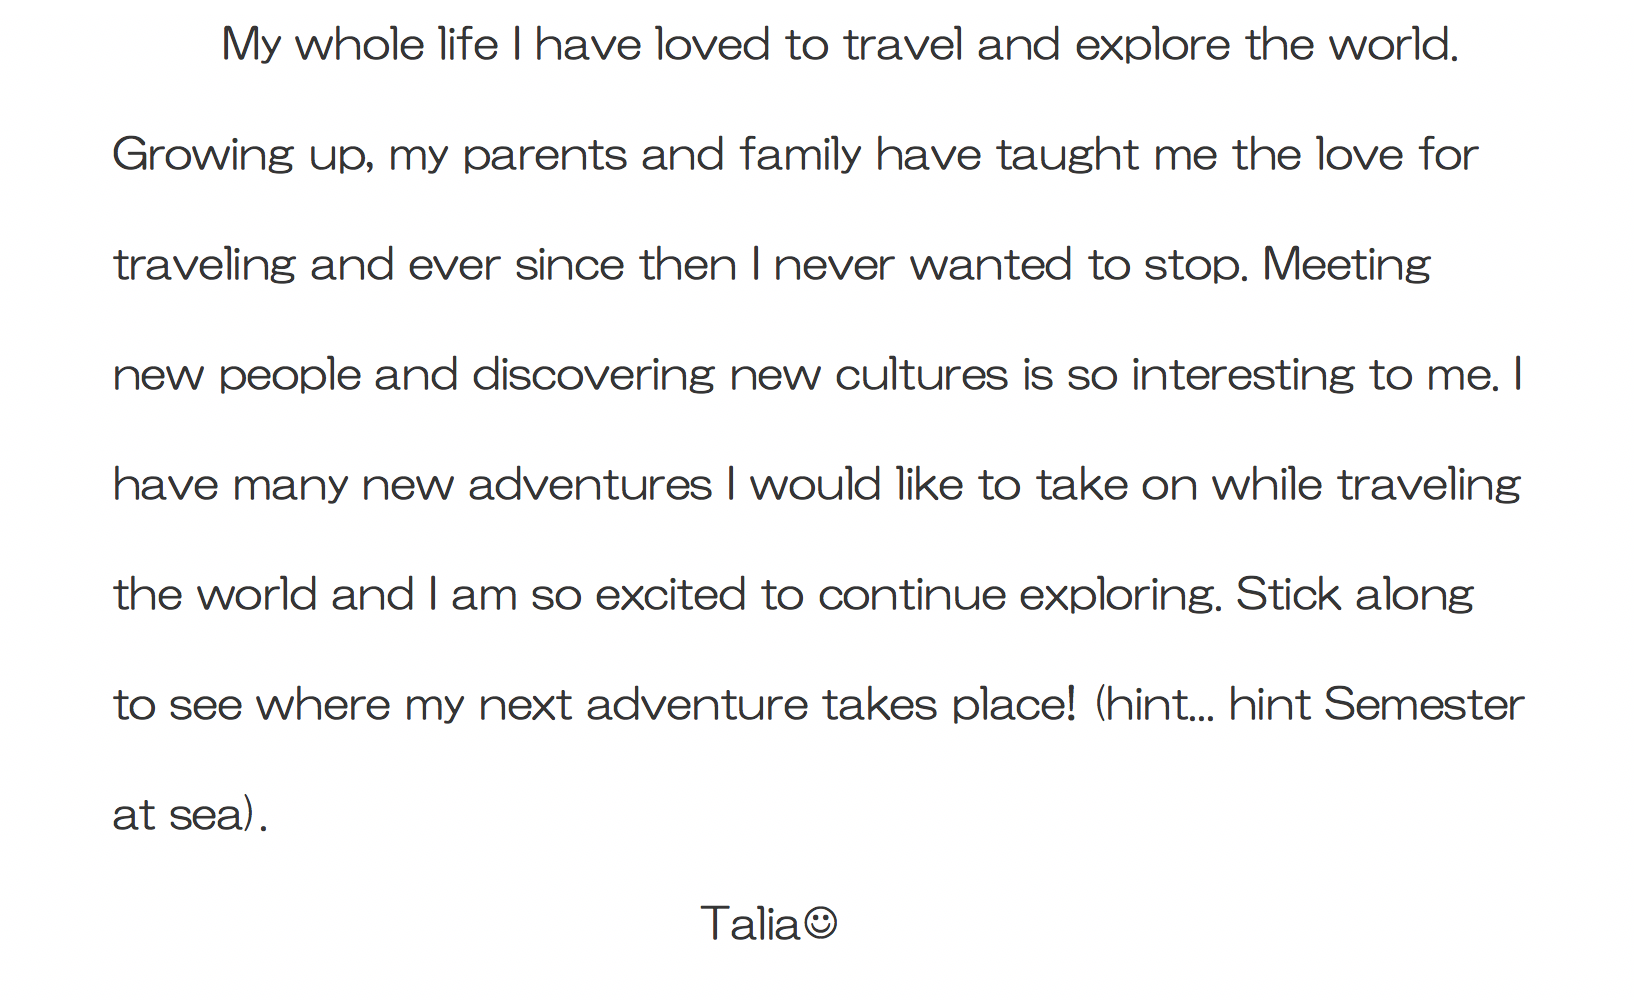 My whole life I have loved to travel and explore the world.
Growing up, my parents and family have taught me the love for
traveling and ever since then I never wanted to stop. Meeting
new people and discovering new cultures is so interesting to me. I
have many new adventures I would like to take on while traveling
the world and I am so excited to continue exploring. Stick along
to see where my next adventure takes place! (hint... hint Semester
at sea).
Talia☺